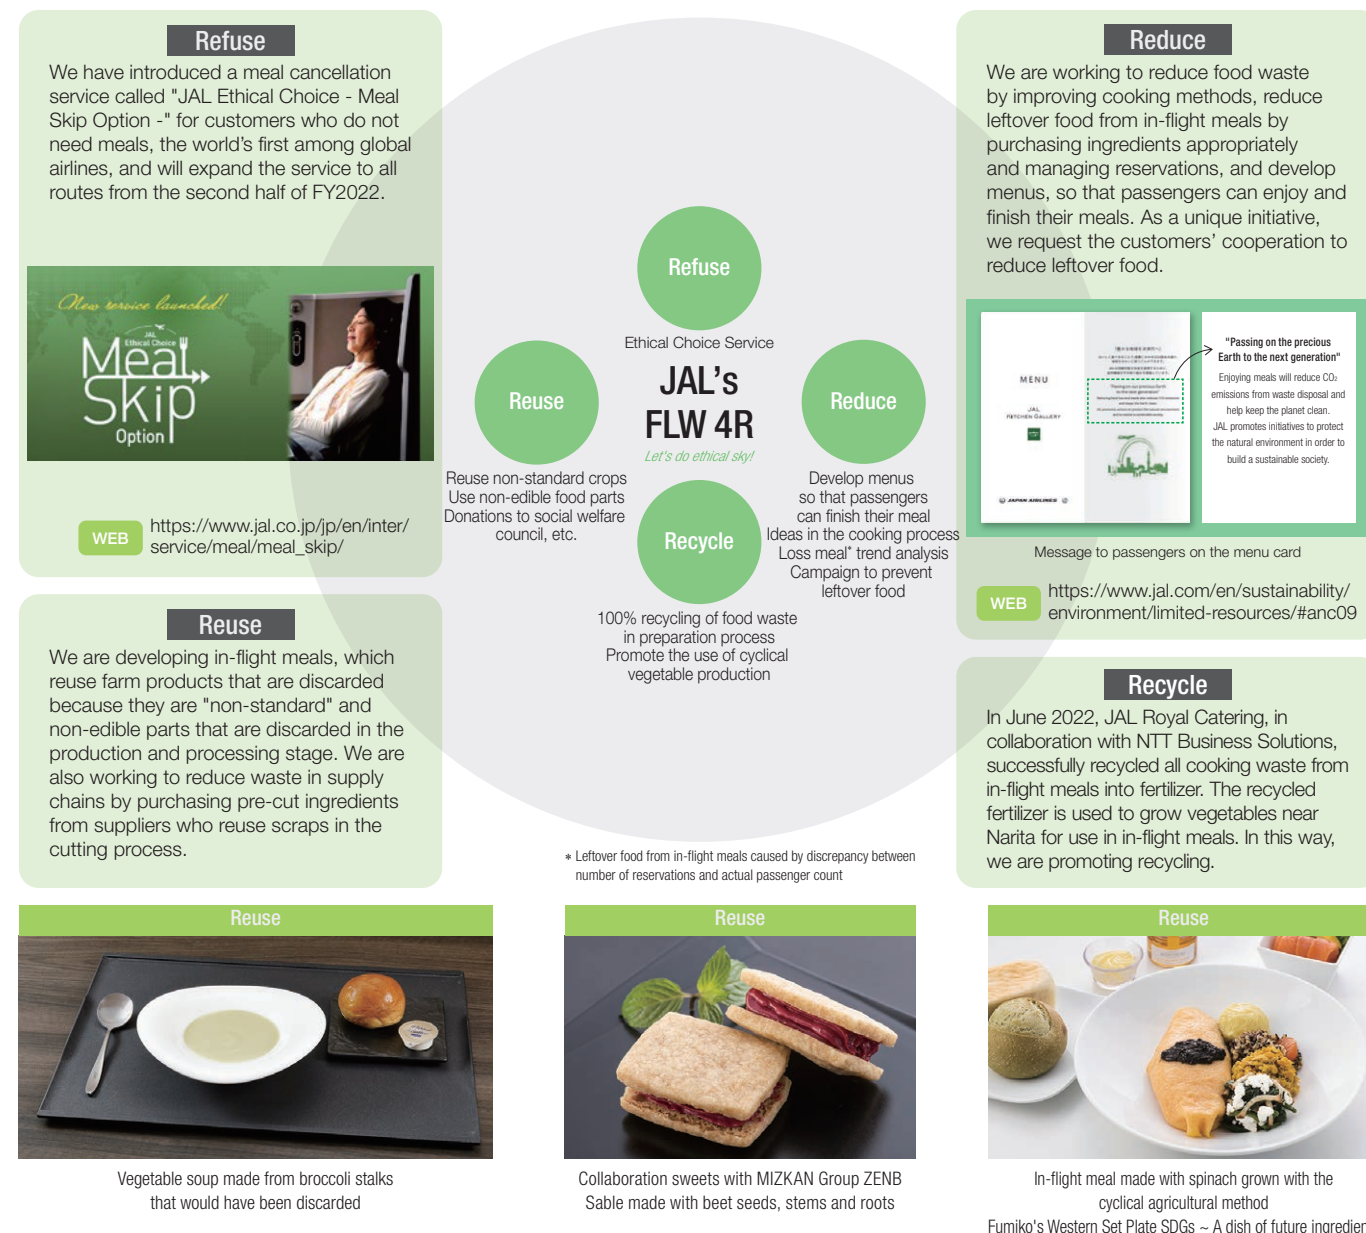 Refuse
We have introduced a meal cancellation
service called "JAL Ethical Choice - Meal
Skip Option -" for customers who do not
need meals, the world's first among global
airlines, and will expand the service to all
routes from the second half of FY2022.
New service launched!
JAL
Ethical Choice
Meal
Skip
Option
WEB
https://www.jal.co.jp/jp/en/inter/
service/meal/meal_skip/
Reuse
We are developing in-flight meals, which
reuse farm products that are discarded
because they are "non-standard" and
non-edible parts that are discarded in the
production and processing stage. We are
also working to reduce waste in supply
chains by purchasing pre-cut ingredients
from suppliers who reuse scraps in the
cutting process.
Refuse
Ethical Choice Service
JAL's
FLW 4R
Let's do ethical sky!
Reuse
Reuse non-standard crops
Use non-edible food parts
Donations to social welfare
council, etc.
Reduce
Develop menus
so that passengers
can finish their meal
Ideas in the cooking process
Loss meal* trend analysis
Campaign to prevent
leftover food
Recycle
100% recycling of food waste
in preparation process
Promote the use of cyclical
vegetable production
* Leftover food from in-flight meals caused by discrepancy between
number of reservations and actual passenger count
Reduce
We are working to reduce food waste
by improving cooking methods, reduce
leftover food from in-flight meals by
purchasing ingredients appropriately
and managing reservations, and develop
menus, so that passengers can enjoy and
finish their meals. As a unique initiative,
we request the customers' cooperation to
reduce leftover food.
MENU
JAL
KITCHEN GALLERY
JAPAN AIRLINES
"Passing on the precious
Earth to the next generation"
Enjoying meals will reduce CO₂
emissions from waste disposal and
help keep the planet clean.
JAL promotes initiatives to protect
the natural environment in order to
build a sustainable society.
Message to passengers on the menu card
WEB
https://www.jal.com/en/sustainability/
environment/limited-resources/#anc09
Recycle
In June 2022, JAL Royal Catering, in
collaboration with NTT Business Solutions,
successfully recycled all cooking waste from
in-flight meals into fertilizer. The recycled
fertilizer is used to grow vegetables near
Narita for use in in-flight meals. In this way,
we are promoting recycling.
Reuse
Vegetable soup made from broccoli stalks
that would have been discarded
Reuse
Collaboration sweets with MIZKAN Group ZENB
Sable made with beet seeds, stems and roots
Reuse
In-flight meal made with spinach grown with the
cyclical agricultural method
Fumiko's Western Set Plate SDGs ~ A dish of future ingredien